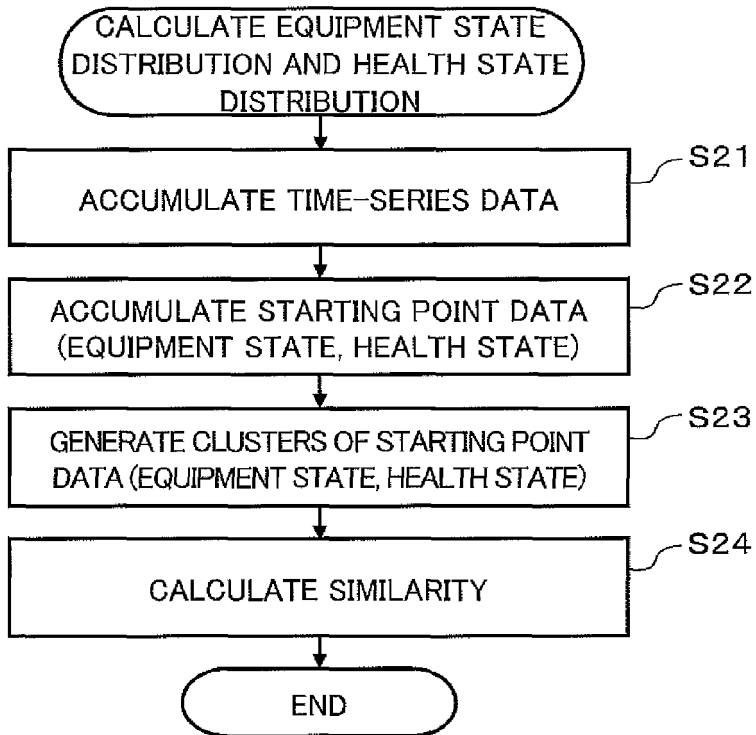 CALCULATE EQUIPMENT STATE
DISTRIBUTION AND HEALTH STATE
DISTRIBUTION
S21
ACCUMULATE TIME-SERIES DATA
S22
ACCUMULATE STARTING POINT DATA
(EQUIPMENT STATE, HEALTH STATE)
S23
GENERATE CLUSTERS OF STARTING POINT
DATA (EQUIPMENT STATE, HEALTH STATE)
S24
CALCULATE SIMILARITY
END